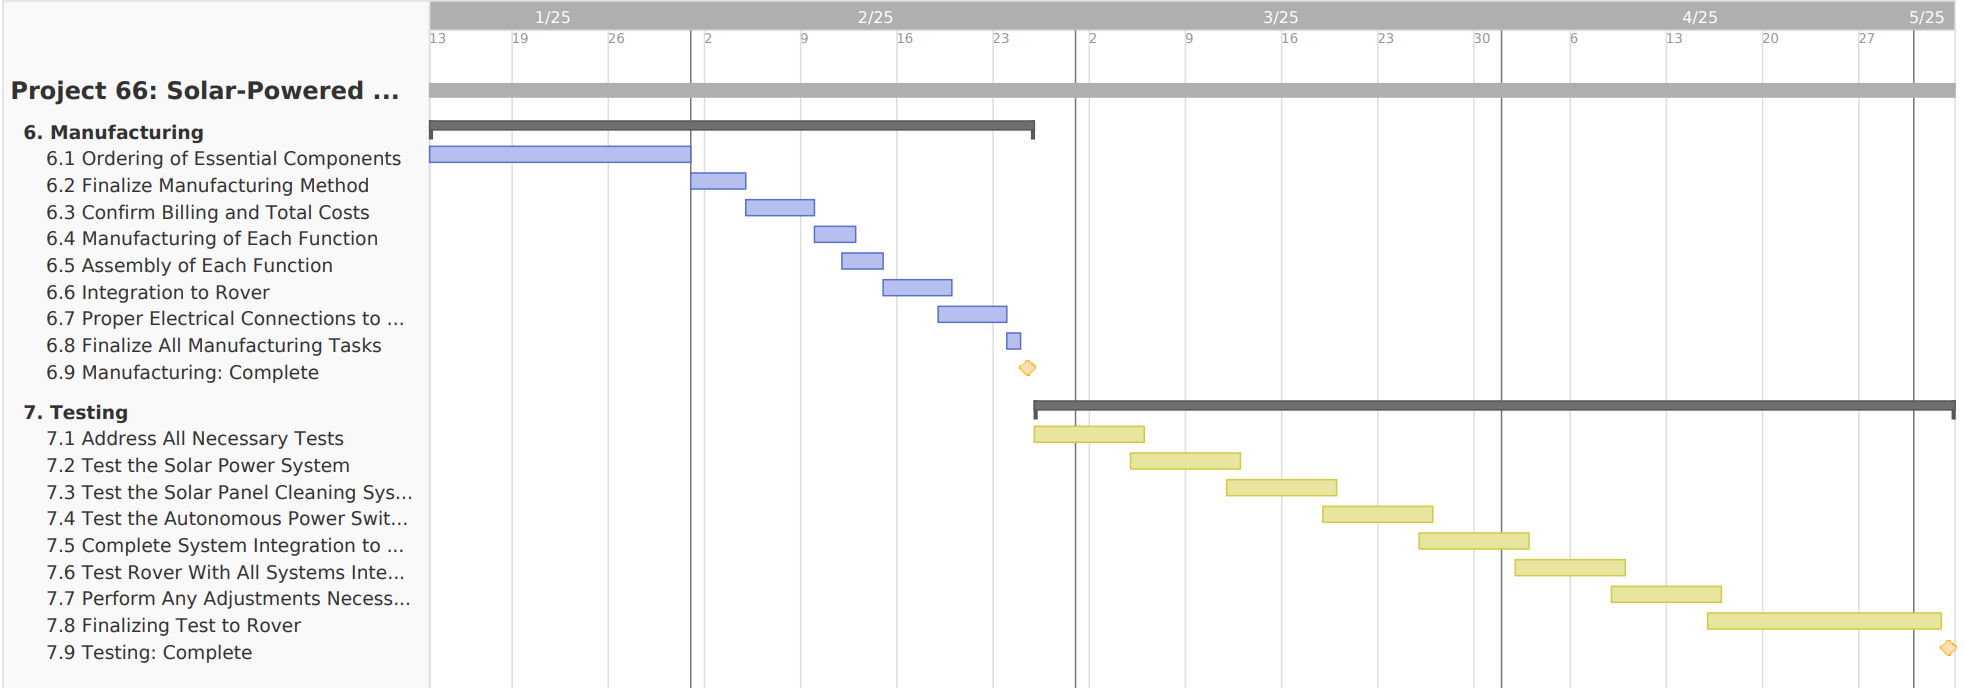 1/25 2/25 3/25 4/25 5/25
13 19 26 2 9 16 23 2 9 16 23 30 6 13 20 27
Project 66: Solar-Powered ...
6. Manufacturing
6.1 Ordering of Essential Components
6.2 Finalize Manufacturing Method
6.3 Confirm Billing and Total Costs
6.4 Manufacturing of Each Function
6.5 Assembly of Each Function
6.6 Integration to Rover
6.7 Proper Electrical Connections to ...
6.8 Finalize All Manufacturing Tasks
6.9 Manufacturing: Complete
7. Testing
7.1 Address All Necessary Tests
7.2 Test the Solar Power System
7.3 Test the Solar Panel Cleaning Sys...
7.4 Test the Autonomous Power Swit...
7.5 Complete System Integration to ...
7.6 Test Rover With All Systems Inte...
7.7 Perform Any Adjustments Necess...
7.8 Finalizing Test to Rover
7.9 Testing: Complete